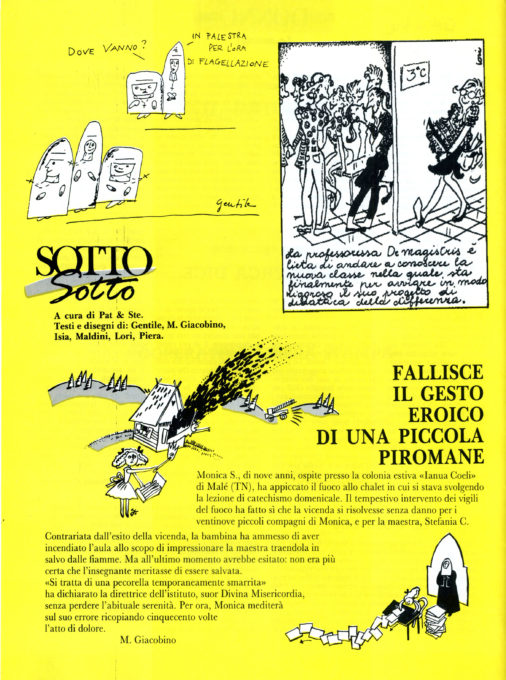 DOVE VANNO?
IN PALESTRA
PER L'ORA
DI FLAGELLAZIONE
Gentile
3ª C
La professoressa De magistris è
lieta di andare a conoscere la
nuova classe nella quale, sta
finalmente per avviare in modo
rigoroso il suo progetto di
didattica della differenza.
SOTTO
Sotto
A cura di Pat & Ste.
Testi e disegni di: Gentile, M. Giacobino,
Isia, Maldini, Lori, Piera.
FALLISCE
IL GESTO
EROICO
DI UNA PICCOLA
PIROMANE
Monica S., di nove anni, ospite presso la colonia estiva «Ianua Coeli»
di Malé (TN), ha appiccato il fuoco allo chalet in cui si stava svolgendo
la lezione di catechismo domenicale. Il tempestivo intervento dei vigili
del fuoco ha fatto sì che la vicenda si risolvesse senza danno per i
ventinove piccoli compagni di Monica, e per la maestra, Stefania C.
Contrariata dall'esito della vicenda, la bambina ha ammesso di aver
incendiato l'aula allo scopo di impressionare la maestra traendola in
salvo dalle fiamme. Ma all'ultimo momento avrebbe esitato: non era più
certa che l'insegnante meritasse di essere salvata.
«Si tratta di una pecorella temporaneamente smarrita»
ha dichiarato la direttrice dell'istituto, suor Divina Misericordia,
senza perdere l'abituale serenità. Per ora, Monica mediterà
sul suo errore ricopiando cinquecento volte
l'atto di dolore.
M. Giacobino